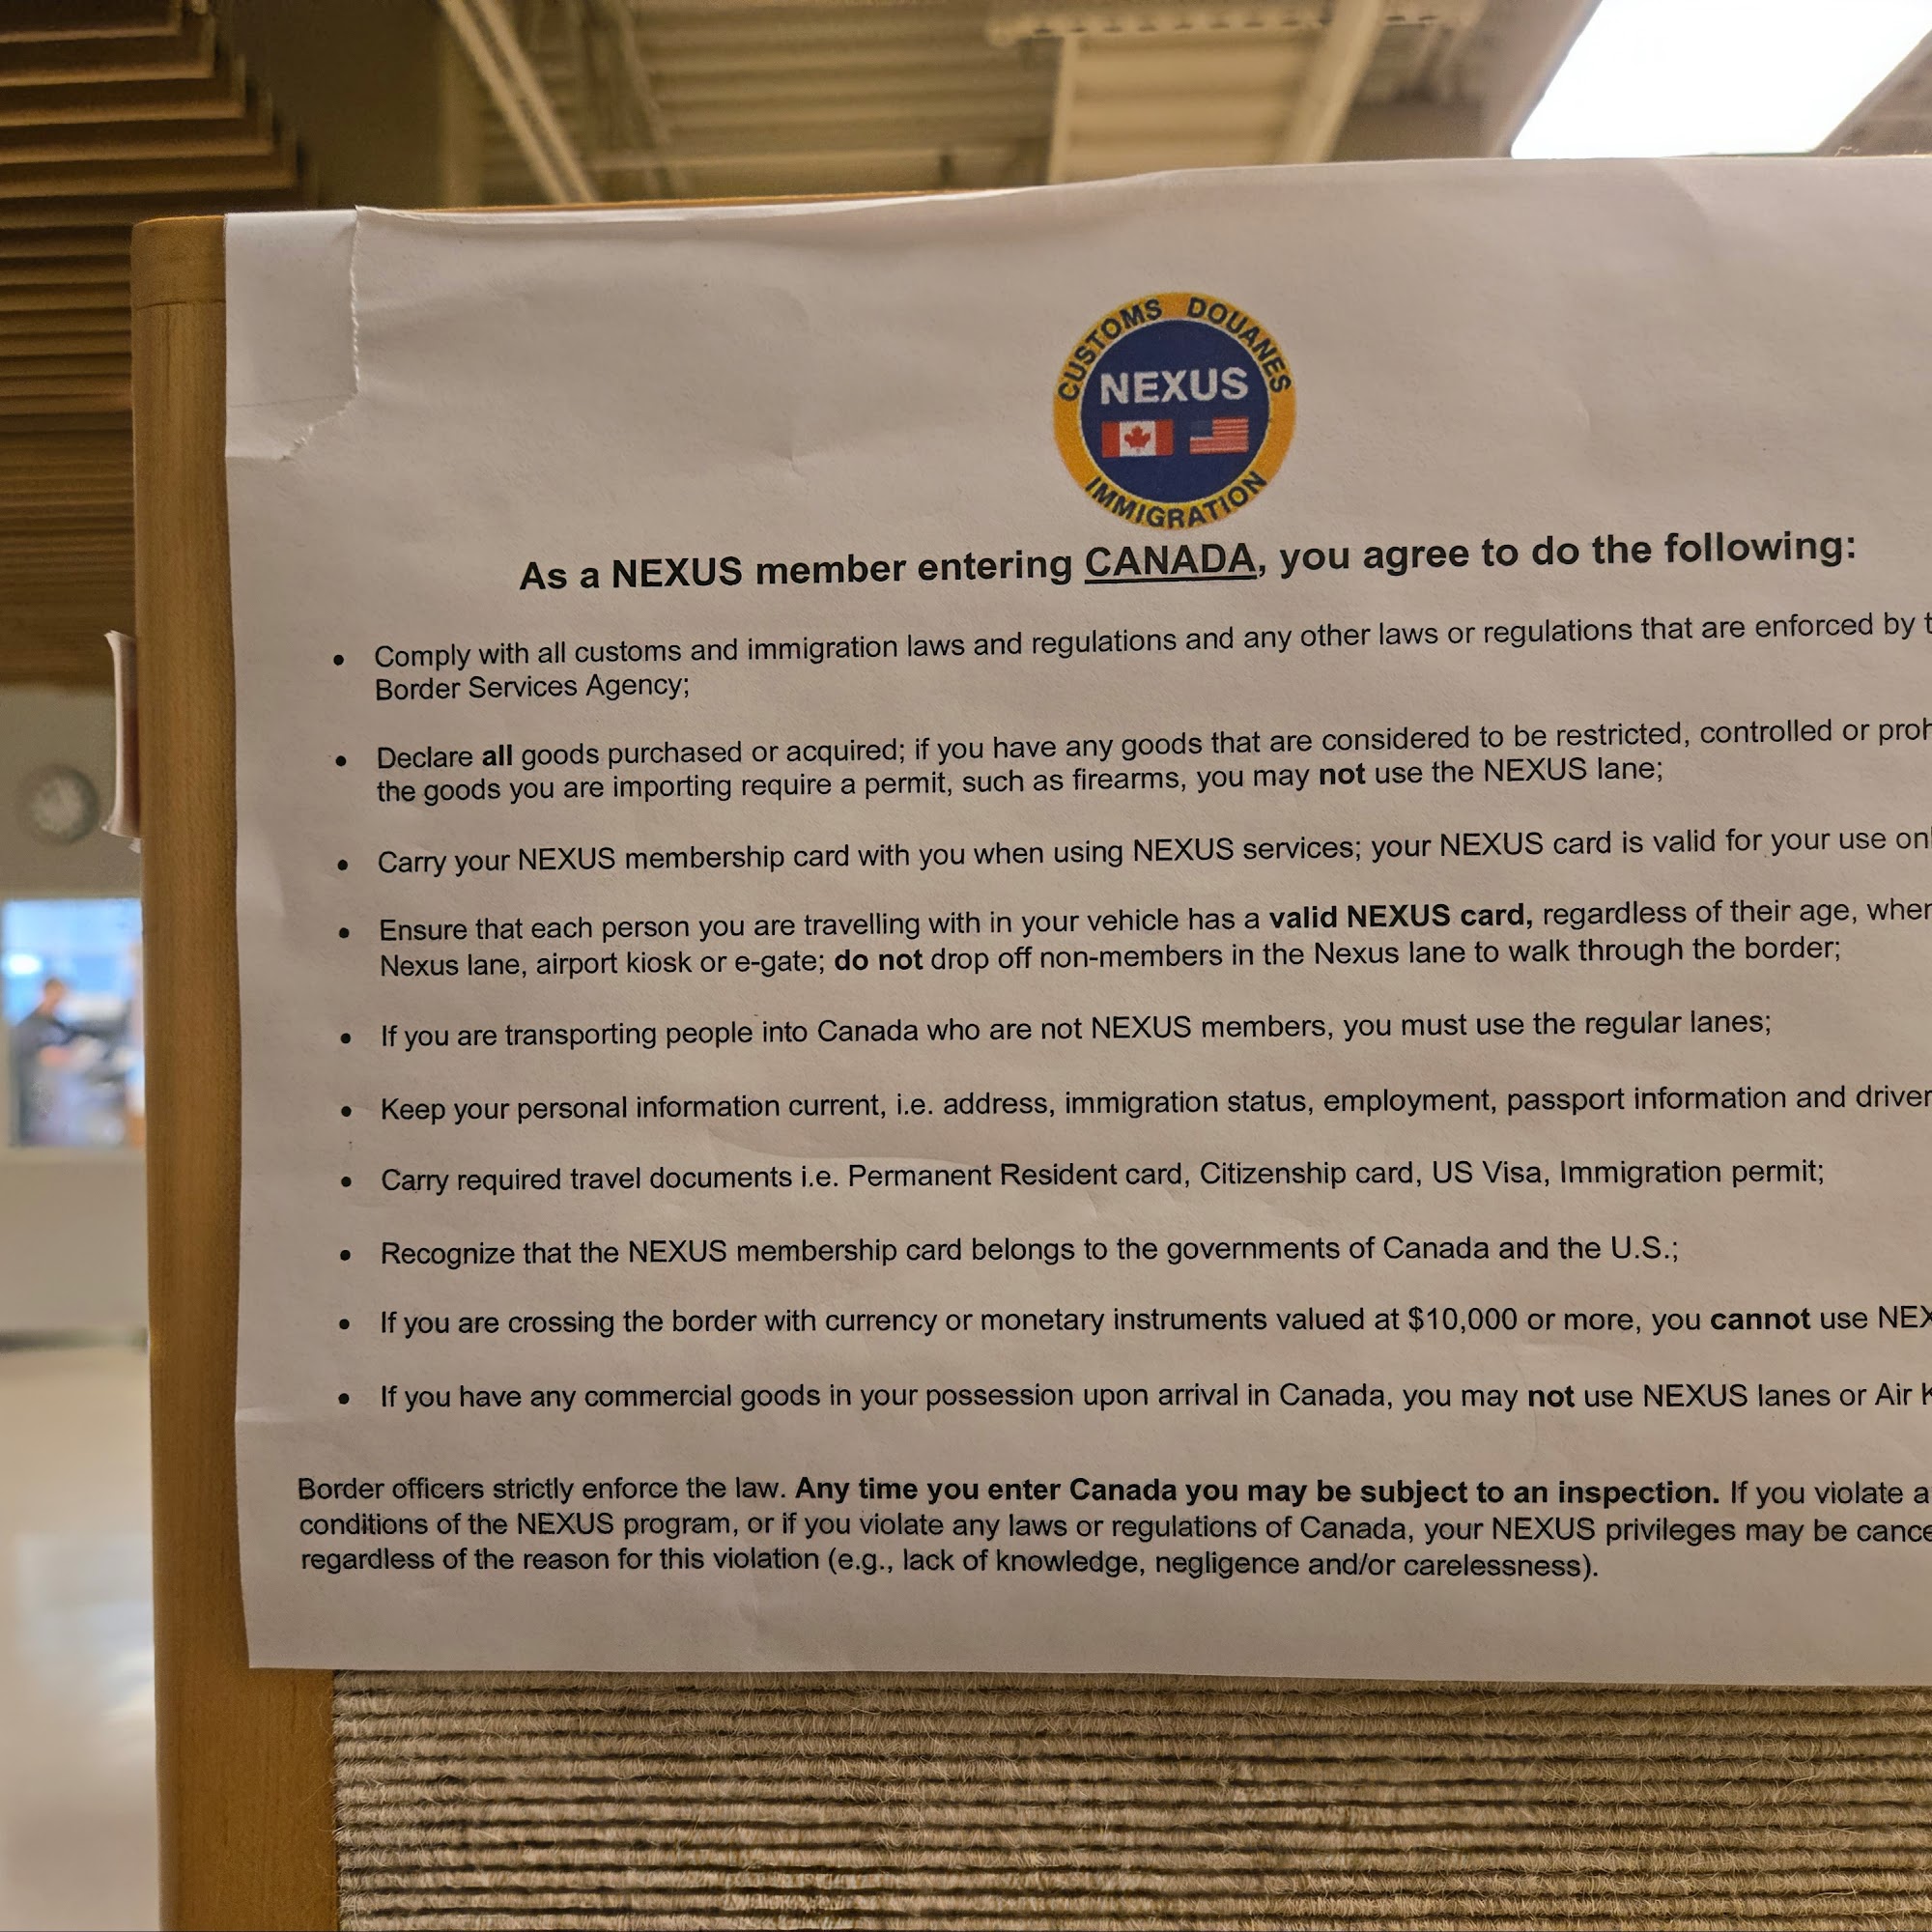 CUSTOMS DOUANES
NEXUS
IMMIGRATION
As a NEXUS member entering CANADA, you agree to do the following:
• Comply with all customs and immigration laws and regulations and any other laws or regulations that are enforced by
Border Services Agency;
• Declare all goods purchased or acquired; if you have any goods that are considered to be restricted, controlled or
the goods you are importing require a permit, such as firearms, you may not use the NEXUS lane;
• Carry your NEXUS membership card with you when using NEXUS services; your NEXUS card is valid for your use
• Ensure that each person you are travelling with in your vehicle has a valid NEXUS card, regardless of their age,
Nexus lane, airport kiosk or e-gate; do not drop off non-members in the Nexus lane to walk through the border;
• If you are transporting people into Canada who are not NEXUS members, you must use the regular lanes;
• Keep your personal information current, i.e. address, immigration status, employment, passport information and
• Carry required travel documents i.e. Permanent Resident card, Citizenship card, US Visa, Immigration permit;
• Recognize that the NEXUS membership card belongs to the governments of Canada and the U.S.;
• If you are crossing the border with currency or monetary instruments valued at $10,000 or more, you cannot use
• If you have any commercial goods in your possession upon arrival in Canada, you may not use NEXUS lanes or Air
Border officers strictly enforce the law. Any time you enter Canada you may be subject to an inspection. If you violate
conditions of the NEXUS program, or if you violate any laws or regulations of Canada, your NEXUS privileges may be
regardless of the reason for this violation (e.g., lack of knowledge, negligence and/or carelessness).